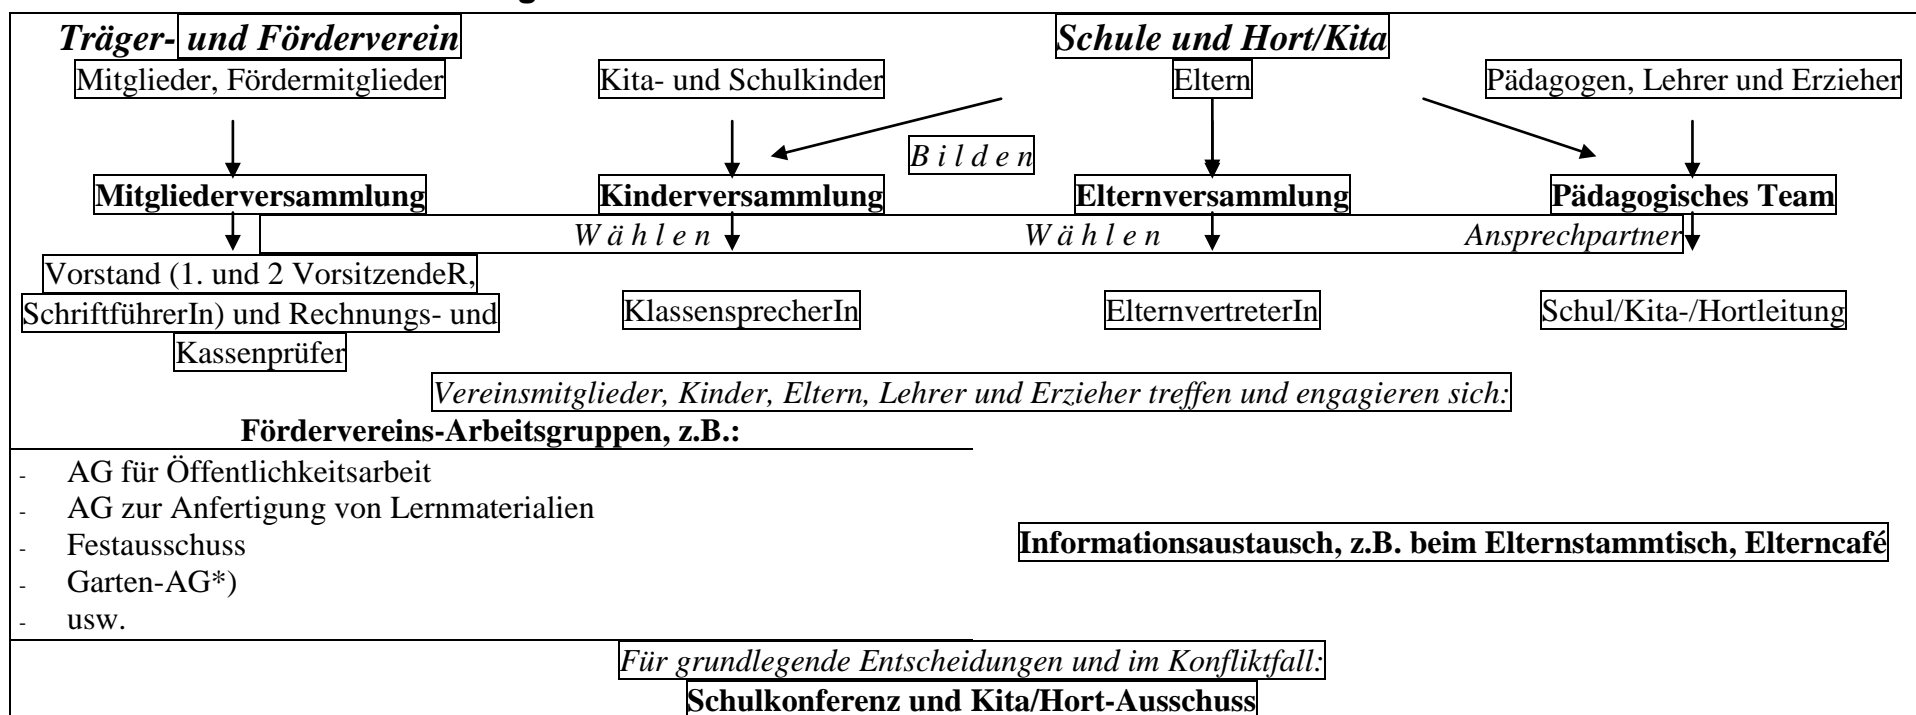 Träger- und Förderverein Schule und Hort/Kita
Mitglieder, Fördermitglieder Kita- und Schulkinder Eltern Pädagogen, Lehrer und Erzieher
B i l d e n
Mitgliederversammlung Kinderversammlung Elternversammlung Pädagogisches Team
W ä h l e n W ä h l e n Ansprechpartner
Vorstand (1. und 2 VorsitzendeR,
SchriftführerIn) und Rechnungs- und KlassensprecherIn ElternvertreterIn Schul/Kita-/Hortleitung
Kassenprüfer
Vereinsmitglieder, Kinder, Eltern, Lehrer und Erzieher treffen und engagieren sich:
Fördervereins-Arbeitsgruppen, z.B.:
- AG für Öffentlichkeitsarbeit
- AG zur Anfertigung von Lernmaterialien
- Festausschuss
Informationsaustausch, z.B. beim Elternstammtisch, Elterncafé
- Garten-AG*)
- usw.
Für grundlegende Entscheidungen und im Konfliktfall:
Schulkonferenz und Kita/Hort-Ausschuss